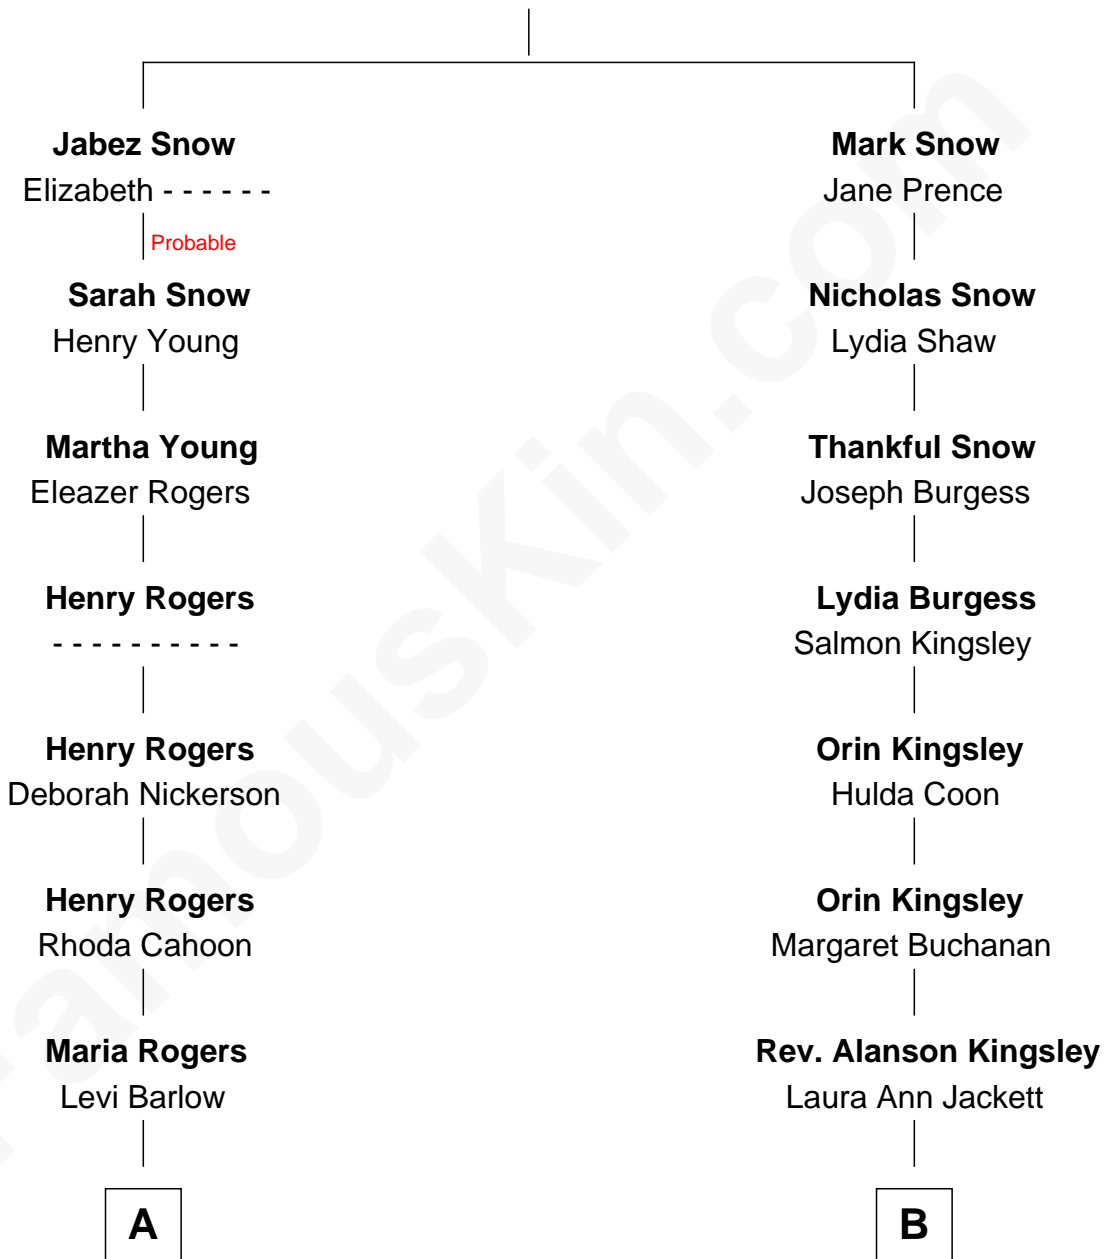 Jabez Snow
Elizabeth - - - - - -
Probable
Sarah Snow
Henry Young
Martha Young
Eleazer Rogers
Henry Rogers
- - - - - - - - - -
Henry Rogers
Deborah Nickerson
Henry Rogers
Rhoda Cahoon
Maria Rogers
Levi Barlow
A
Mark Snow
Jane Prence
Nicholas Snow
Lydia Shaw
Thankful Snow
Joseph Burgess
Lydia Burgess
Salmon Kingsley
Orin Kingsley
Hulda Coon
Orin Kingsley
Margaret Buchanan
Rev. Alanson Kingsley
Laura Ann Jackett
B
FamousKin.com